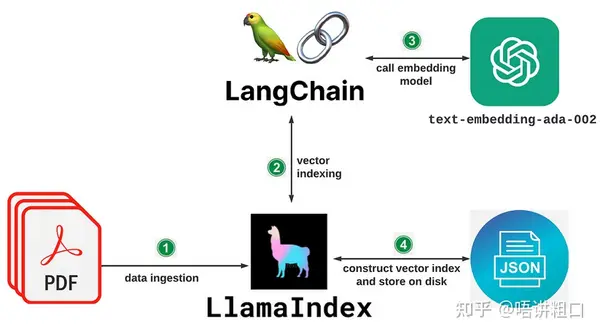 3
LangChain
call embedding
model
text-embedding-ada-002
2
vector
indexing
1
4
PDF
data ingestion
construct vector index
and store on disk
JSON
LlamaIndex
知乎 @唔讲粗口